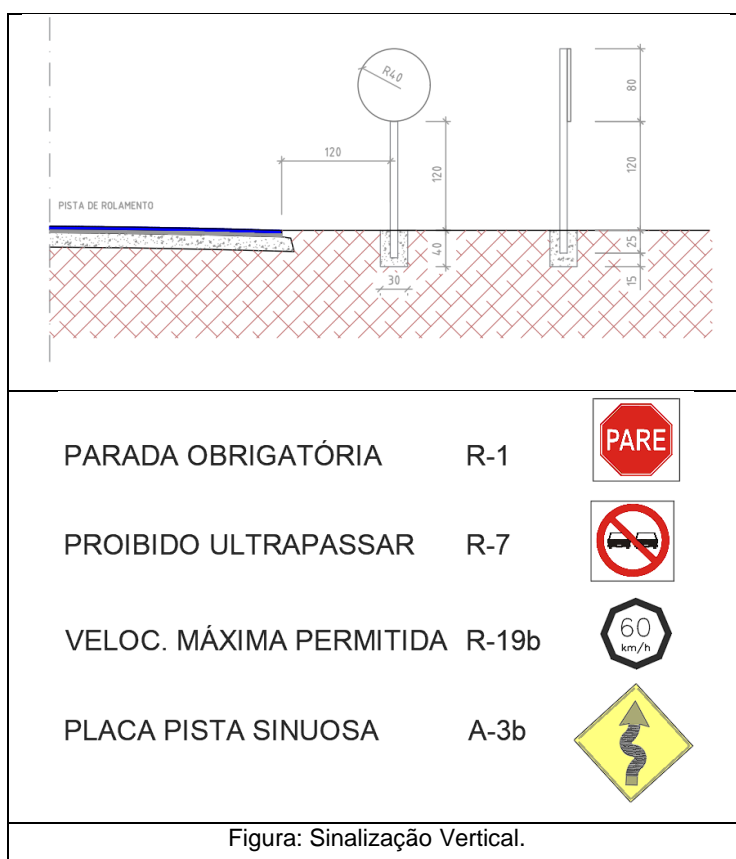 R40
80
120
120
120
PISTA DE ROLAMENTO
25
40
15
30
PARADA OBRIGATÓRIA R-1 PARE
PROIBIDO ULTRAPASSAR R-7
VELOC. MÁXIMA PERMITIDA R-19b 60
km/h
PLACA PISTA SINUOSA A-3b
Figura: Sinalização Vertical.